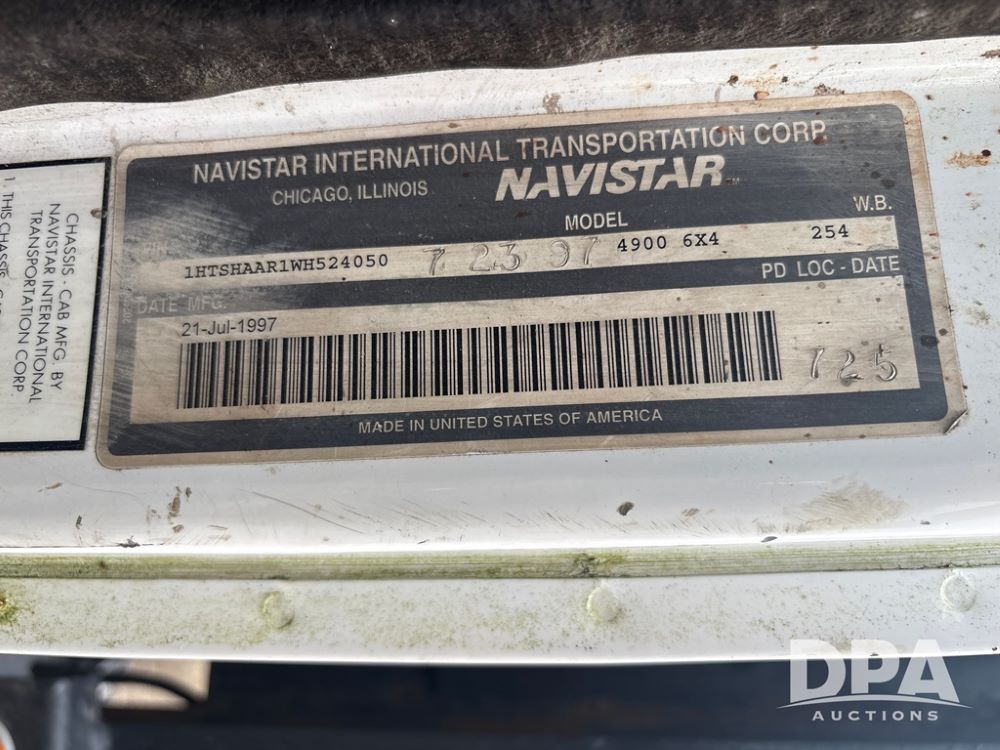 NAVISTAR INTERNATIONAL TRANSPORTATION CORP.
CHICAGO, ILLINOIS
NAVISTAR
MODEL
W.B.
1HTSHAAR1WH524050
7 23 97
4900 6X4
254
DATE MFG.
PD LOC - DATE
21-Jul-1997
125
MADE IN UNITED STATES OF AMERICA
CHASSIS - CAB MFG. BY
NAVISTAR INTERNATIONAL
TRANSPORTATION CORP.
THIS CHASSIS
DPA
AUCTIONS